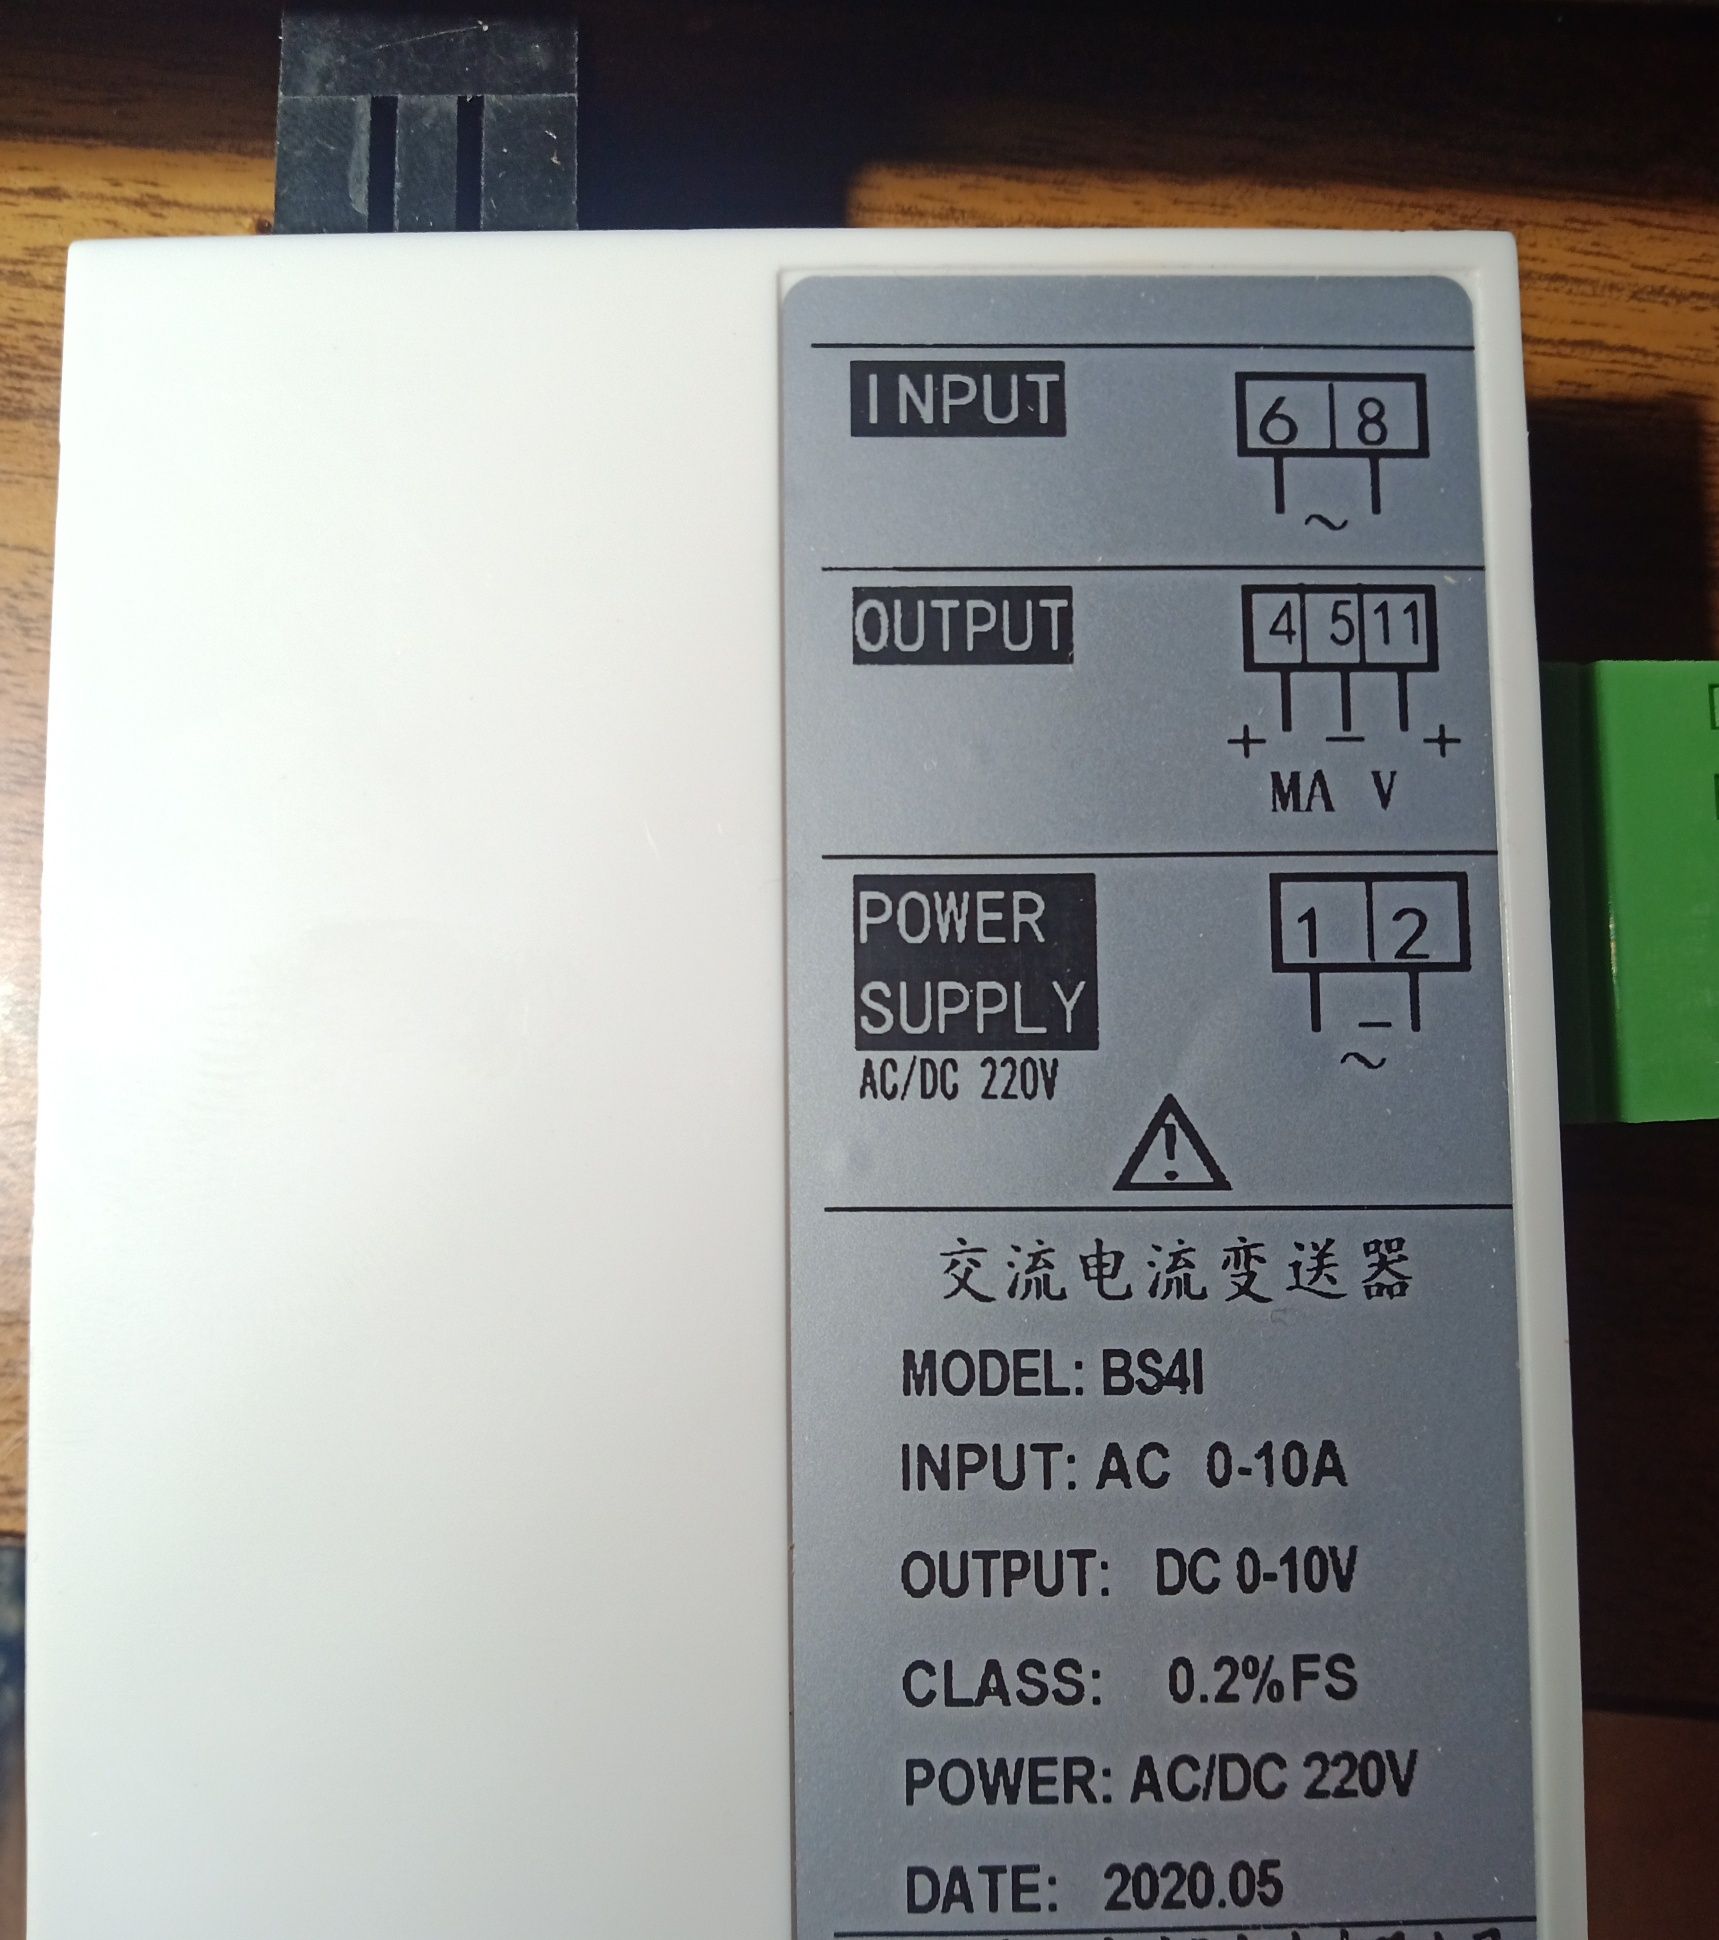 INPUT
6 8
~
OUTPUT
4 5 11
+ − +
MA V
POWER
SUPPLY
1 2
−
~
AC/DC 220V
!
交流电流变送器
MODEL: BS4I
INPUT: AC 0-10A
OUTPUT: DC 0-10V
CLASS: 0.2%FS
POWER: AC/DC 220V
DATE: 2020.05